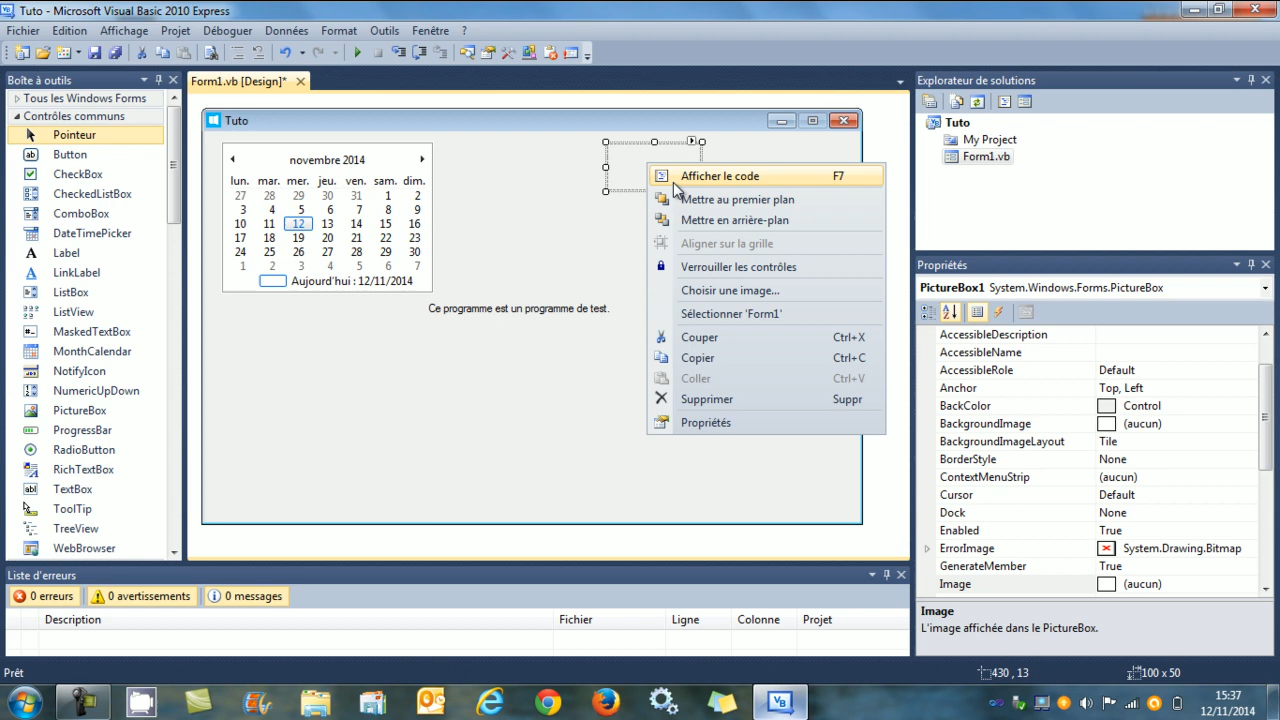 Tuto - Microsoft Visual Basic 2010 Express
Fichier Edition Affichage Projet Déboguer Données Format Outils Fenêtre ?
Boîte à outils
Tous les Windows Forms
Contrôles communs
Pointeur
Button
CheckBox
CheckedListBox
ComboBox
DateTimePicker
Label
LinkLabel
ListBox
ListView
MaskedTextBox
MonthCalendar
NotifyIcon
NumericUpDown
PictureBox
ProgressBar
RadioButton
RichTextBox
TextBox
ToolTip
TreeView
WebBrowser
Form1.vb [Design]*
Tuto
novembre 2014
lun. mar. mer. jeu. ven. sam. dim.
27 28 29 30 31 1 2
3 4 5 6 7 8 9
10 11 12 13 14 15 16
17 18 19 20 21 22 23
24 25 26 27 28 29 30
1 2 3 4 5 6 7
Aujourd'hui : 12/11/2014
Ce programme est un programme de test.
Afficher le code F7
Mettre au premier plan
Mettre en arrière-plan
Aligner sur la grille
Verrouiller les contrôles
Choisir une image...
Sélectionner 'Form1'
Couper Ctrl+X
Copier Ctrl+C
Coller Ctrl+V
Supprimer Suppr
Propriétés
Explorateur de solutions
Tuto
My Project
Form1.vb
Propriétés
PictureBox1 System.Windows.Forms.PictureBox
AccessibleDescription
AccessibleName
AccessibleRole Default
Anchor Top, Left
BackColor Control
BackgroundImage (aucun)
BackgroundImageLayout Tile
BorderStyle None
ContextMenuStrip (aucun)
Cursor Default
Dock None
Enabled True
ErrorImage System.Drawing.Bitmap
GenerateMember True
Image (aucun)
Image
L'image affichée dans le PictureBox.
Liste d'erreurs
0 erreurs 0 avertissements 0 messages
Description Fichier Ligne Colonne Projet
Prêt 430 , 13 100 x 50
15:37
12/11/2014